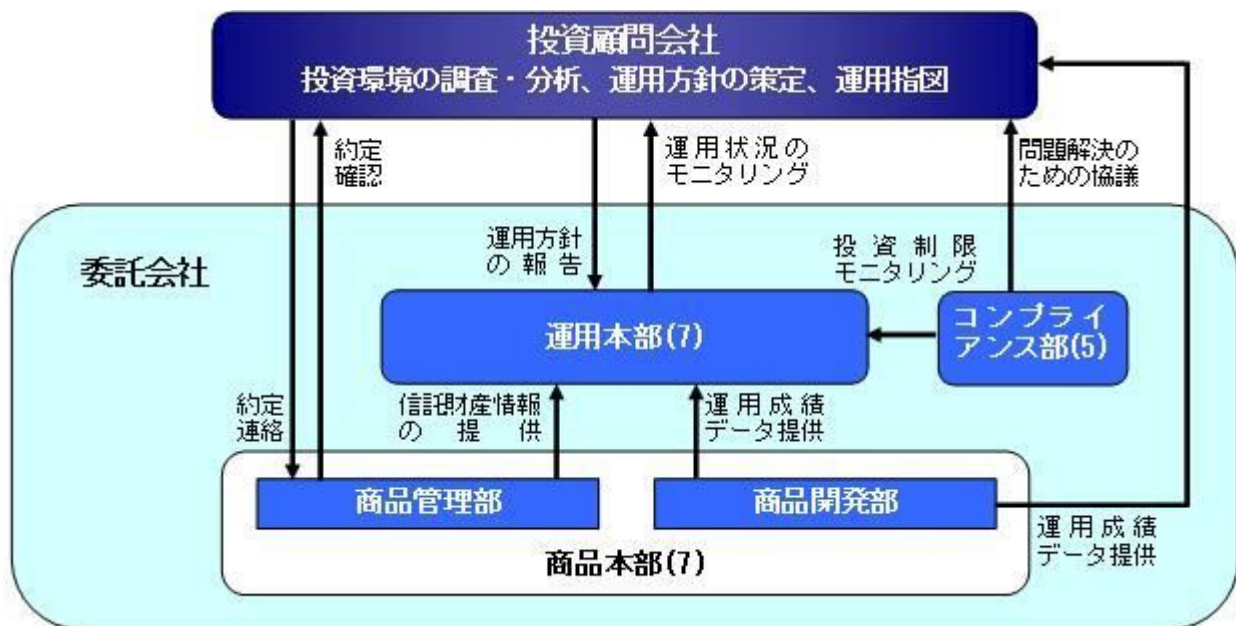 投資顧問会社
投資環境の調査・分析、運用方針の策定、運用指図
約定
確認
運用状況の
モニタリング
問題解決の
ための協議
運用方針
の報告
投資制限
モニタリング
委託会社
運用本部(7)
コンプライ
アンス部(5)
約定
連絡
信託財産情報
の提供
運用成績
データ提供
商品管理部
商品開発部
運用成績
データ提供
商品本部(7)